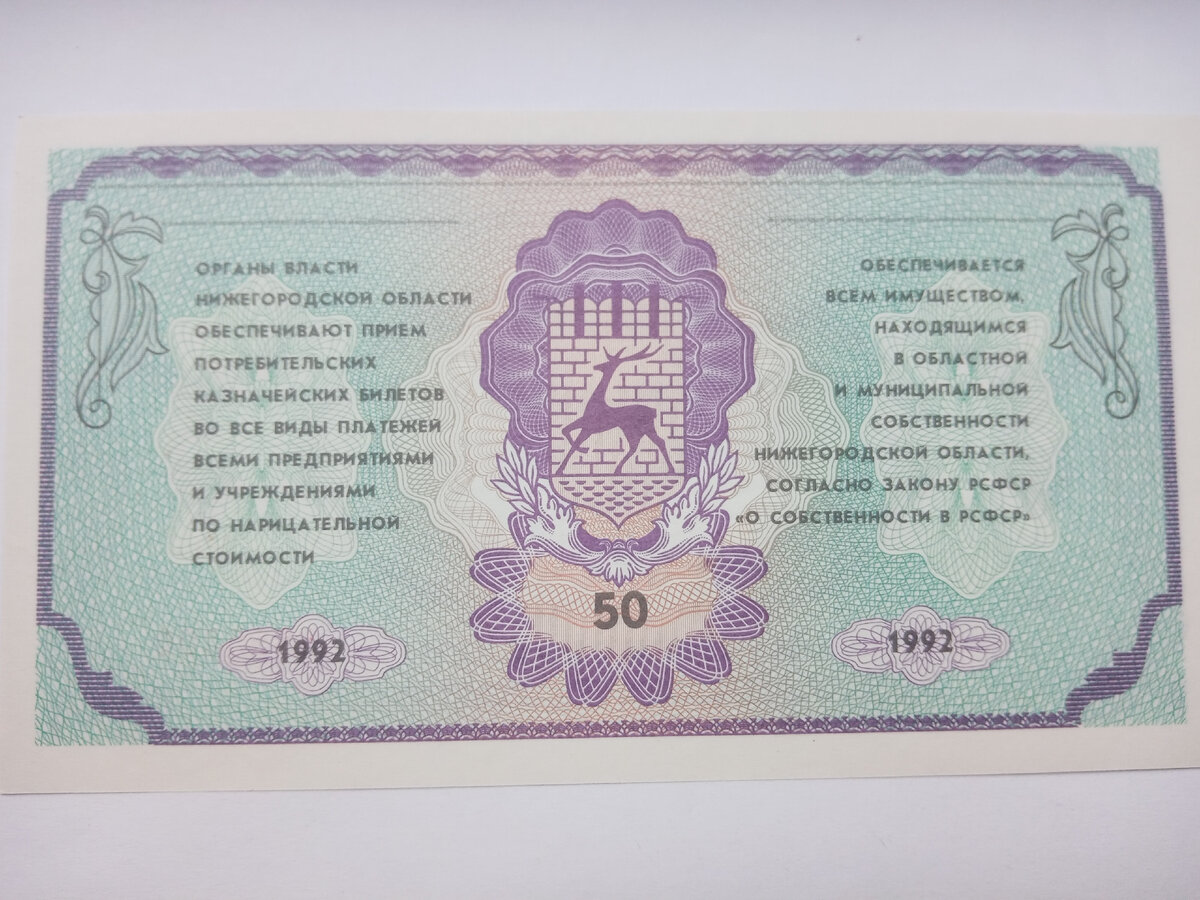 ОРГАНЫ ВЛАСТИ
НИЖЕГОРОДСКОЙ ОБЛАСТИ
ОБЕСПЕЧИВАЮТ ПРИЕМ
ПОТРЕБИТЕЛЬСКИХ
КАЗНАЧЕЙСКИХ БИЛЕТОВ
ВО ВСЕ ВИДЫ ПЛАТЕЖЕЙ
ВСЕМИ ПРЕДПРИЯТИЯМИ
И УЧРЕЖДЕНИЯМИ
ПО НАРИЦАТЕЛЬНОЙ
СТОИМОСТИ
ОБЕСПЕЧИВАЕТСЯ
ВСЕМ ИМУЩЕСТВОМ,
НАХОДЯЩИМСЯ
В ОБЛАСТНОЙ
И МУНИЦИПАЛЬНОЙ
СОБСТВЕННОСТИ
НИЖЕГОРОДСКОЙ ОБЛАСТИ,
СОГЛАСНО ЗАКОНУ РСФСР
«О СОБСТВЕННОСТИ В РСФСР»
50
1992
1992